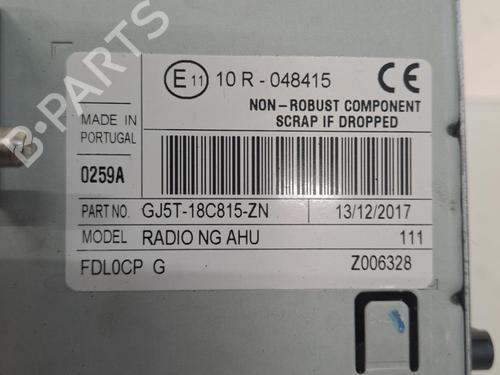 E 11 10 R - 048415 CE
NON - ROBUST COMPONENT
SCRAP IF DROPPED
MADE IN
PORTUGAL
0259A
PART NO. GJ5T-18C815-ZN 13/12/2017
MODEL RADIO NG AHU 111
FDL0CP G Z006328
B-PARTS